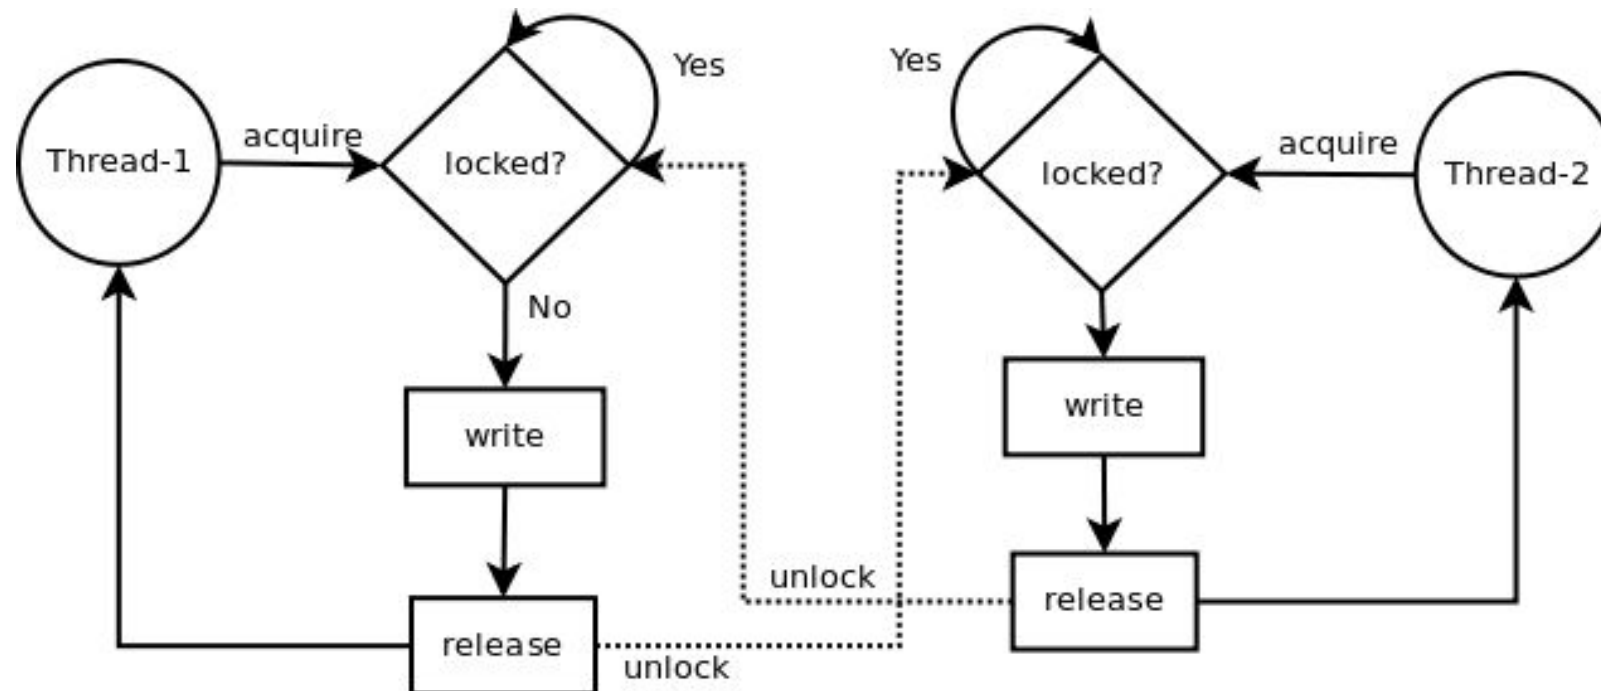 Yes
Yes
acquire
Thread-1
locked?
locked?
acquire
Thread-2
No
write
write
unlock
release
release
unlock